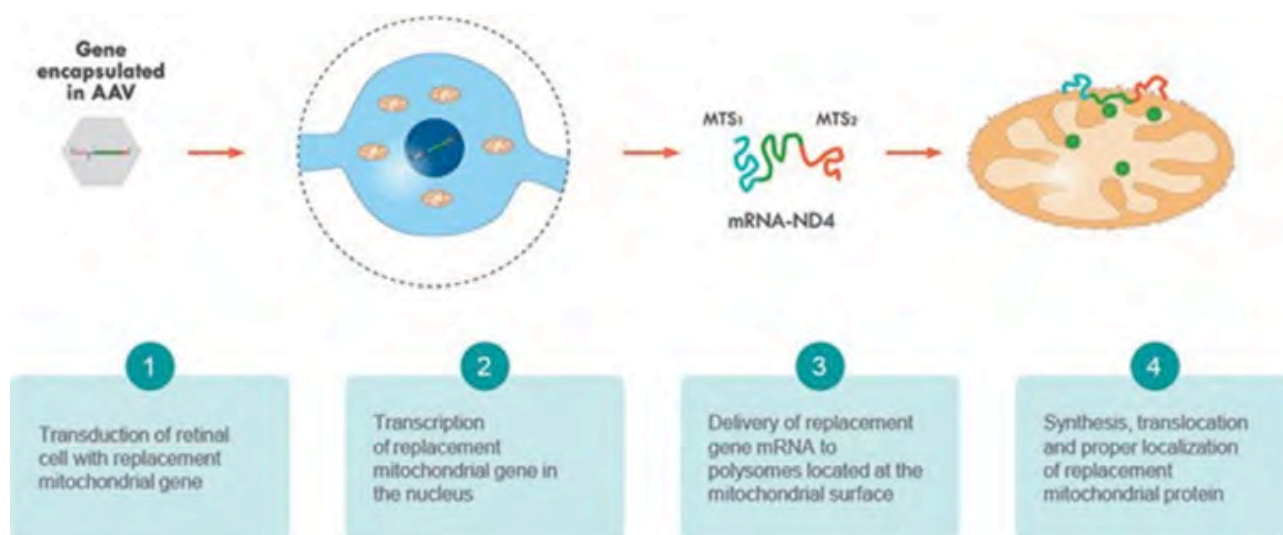 Gene
encapsulated
in AAV
MTS1
MTS2
mRNA-ND4
1
Transduction of retinal
cell with replacement
mitochondrial gene
2
Transcription
of replacement
mitochondrial gene in
the nucleus
3
Delivery of replacement
gene mRNA to
polysomes located at the
mitochondrial surface
4
Synthesis, translocation
and proper localization
of replacement
mitochondrial protein